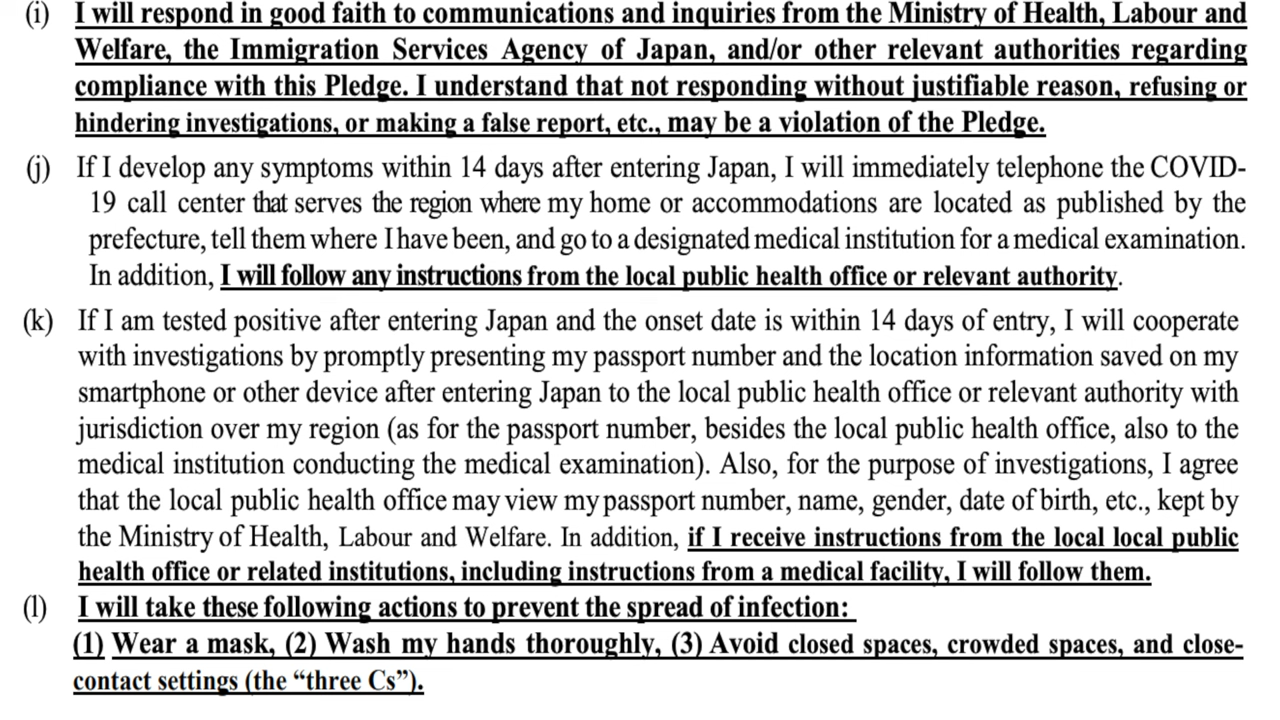 (i) I will respond in good faith to communications and inquiries from the Ministry of Health, Labour and
Welfare, the Immigration Services Agency of Japan, and/or other relevant authorities regarding
compliance with this Pledge. I understand that not responding without justifiable reason, refusing or
hindering investigations, or making a false report, etc., may be a violation of the Pledge.
(j) If I develop any symptoms within 14 days after entering Japan, I will immediately telephone the COVID-
19 call center that serves the region where my home or accommodations are located as published by the
prefecture, tell them where I have been, and go to a designated medical institution for a medical examination.
In addition, I will follow any instructions from the local public health office or relevant authority.
(k) If I am tested positive after entering Japan and the onset date is within 14 days of entry, I will cooperate
with investigations by promptly presenting my passport number and the location information saved on my
smartphone or other device after entering Japan to the local public health office or relevant authority with
jurisdiction over my region (as for the passport number, besides the local public health office, also to the
medical institution conducting the medical examination). Also, for the purpose of investigations, I agree
that the local public health office may view my passport number, name, gender, date of birth, etc., kept by
the Ministry of Health, Labour and Welfare. In addition, if I receive instructions from the local local public
health office or related institutions, including instructions from a medical facility, I will follow them.
(l) I will take these following actions to prevent the spread of infection:
(1) Wear a mask, (2) Wash my hands thoroughly, (3) Avoid closed spaces, crowded spaces, and close-
contact settings (the “three Cs”).